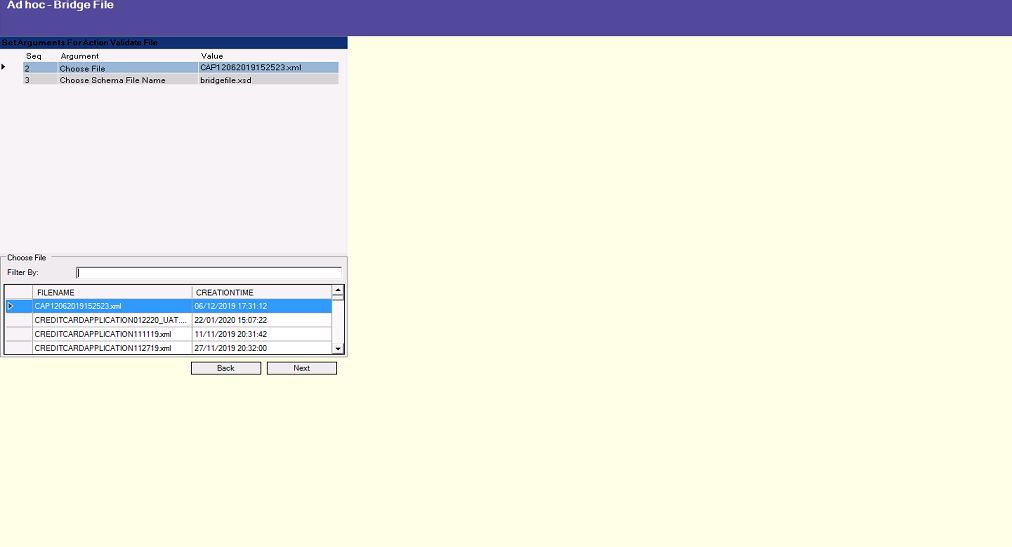 Ad hoc - Bridge File
Set Arguments For Action Validate File
Seq Argument Value
2 Choose File CAP12062019152523.xml
3 Choose Schema File Name bridgefile.xsd
Choose File
Filter By:
FILENAME CREATIONTIME
CAP12062019152523.xml 06/12/2019 17:31:12
CREDITCARDAPPLICATION012220_UAT.... 22/01/2020 15:07:22
CREDITCARDAPPLICATION111119.xml 11/11/2019 20:31:42
CREDITCARDAPPLICATION112719.xml 27/11/2019 20:32:00
Back Next